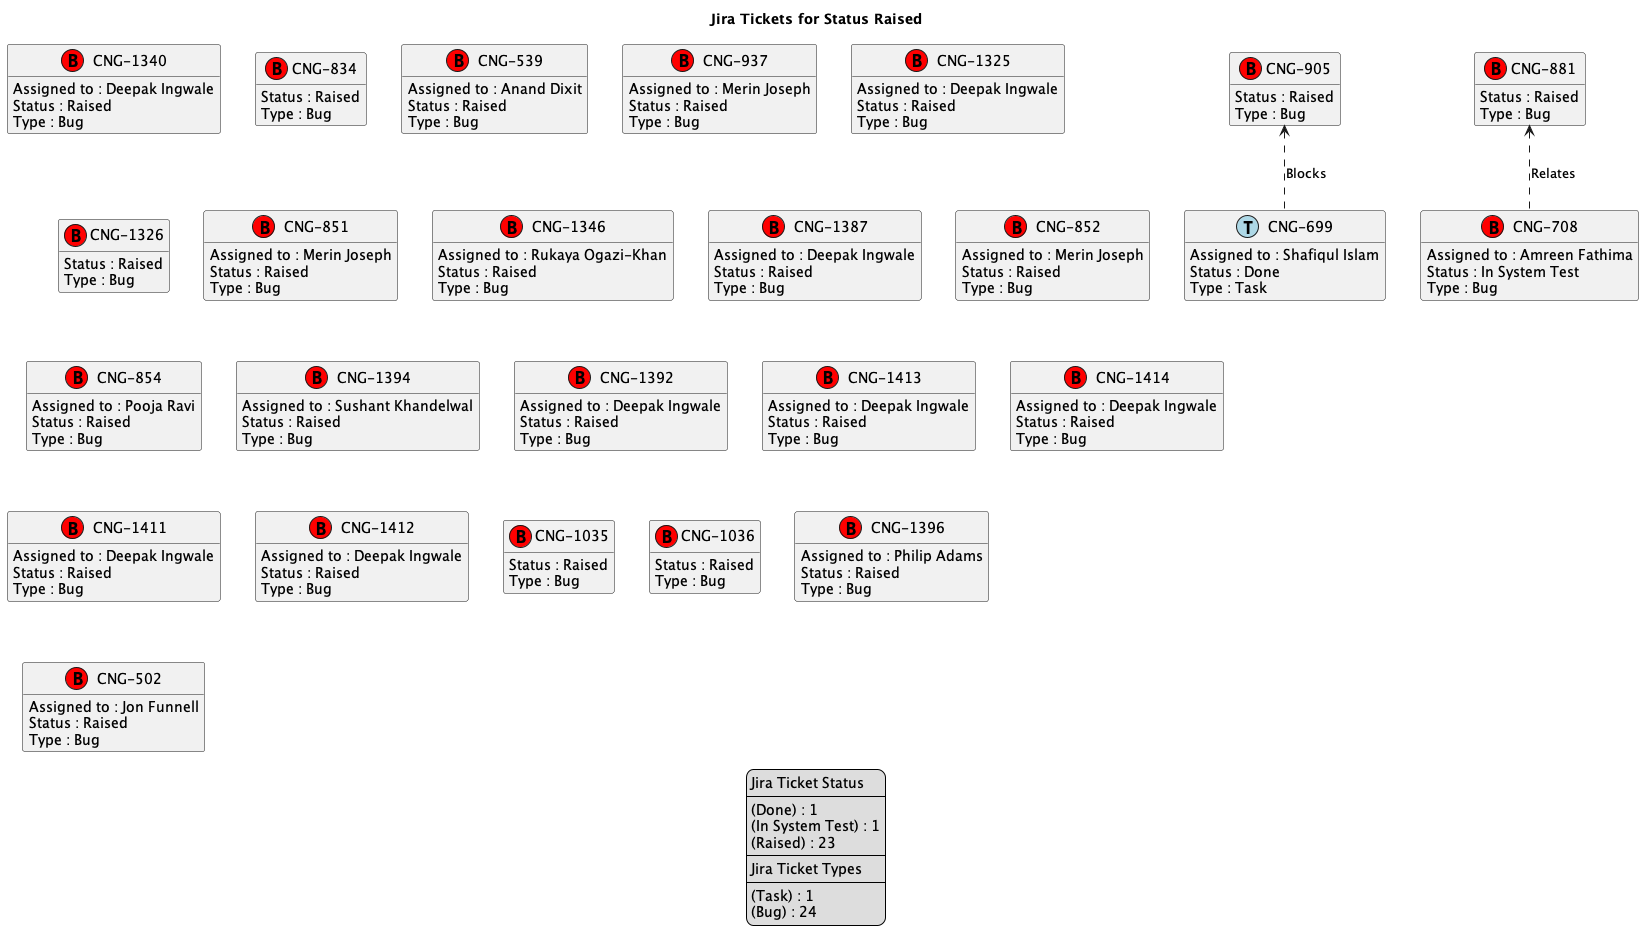 Jira Tickets for Status Raised
B CNG-1340
Assigned to : Deepak Ingwale
Status : Raised
Type : Bug
B CNG-834
Status : Raised
Type : Bug
B CNG-539
Assigned to : Anand Dixit
Status : Raised
Type : Bug
B CNG-937
Assigned to : Merin Joseph
Status : Raised
Type : Bug
B CNG-1325
Assigned to : Deepak Ingwale
Status : Raised
Type : Bug
B CNG-905
Status : Raised
Type : Bug
B CNG-881
Status : Raised
Type : Bug
Blocks
Relates
B CNG-1326
Status : Raised
Type : Bug
B CNG-851
Assigned to : Merin Joseph
Status : Raised
Type : Bug
B CNG-1346
Assigned to : Rukaya Ogazi-Khan
Status : Raised
Type : Bug
B CNG-1387
Assigned to : Deepak Ingwale
Status : Raised
Type : Bug
B CNG-852
Assigned to : Merin Joseph
Status : Raised
Type : Bug
T CNG-699
Assigned to : Shafiqul Islam
Status : Done
Type : Task
B CNG-708
Assigned to : Amreen Fathima
Status : In System Test
Type : Bug
B CNG-854
Assigned to : Pooja Ravi
Status : Raised
Type : Bug
B CNG-1394
Assigned to : Sushant Khandelwal
Status : Raised
Type : Bug
B CNG-1392
Assigned to : Deepak Ingwale
Status : Raised
Type : Bug
B CNG-1413
Assigned to : Deepak Ingwale
Status : Raised
Type : Bug
B CNG-1414
Assigned to : Deepak Ingwale
Status : Raised
Type : Bug
B CNG-1411
Assigned to : Deepak Ingwale
Status : Raised
Type : Bug
B CNG-1412
Assigned to : Deepak Ingwale
Status : Raised
Type : Bug
B CNG-1035
Status : Raised
Type : Bug
B CNG-1036
Status : Raised
Type : Bug
B CNG-1396
Assigned to : Philip Adams
Status : Raised
Type : Bug
B CNG-502
Assigned to : Jon Funnell
Status : Raised
Type : Bug
Jira Ticket Status
(Done) : 1
(In System Test) : 1
(Raised) : 23
Jira Ticket Types
(Task) : 1
(Bug) : 24